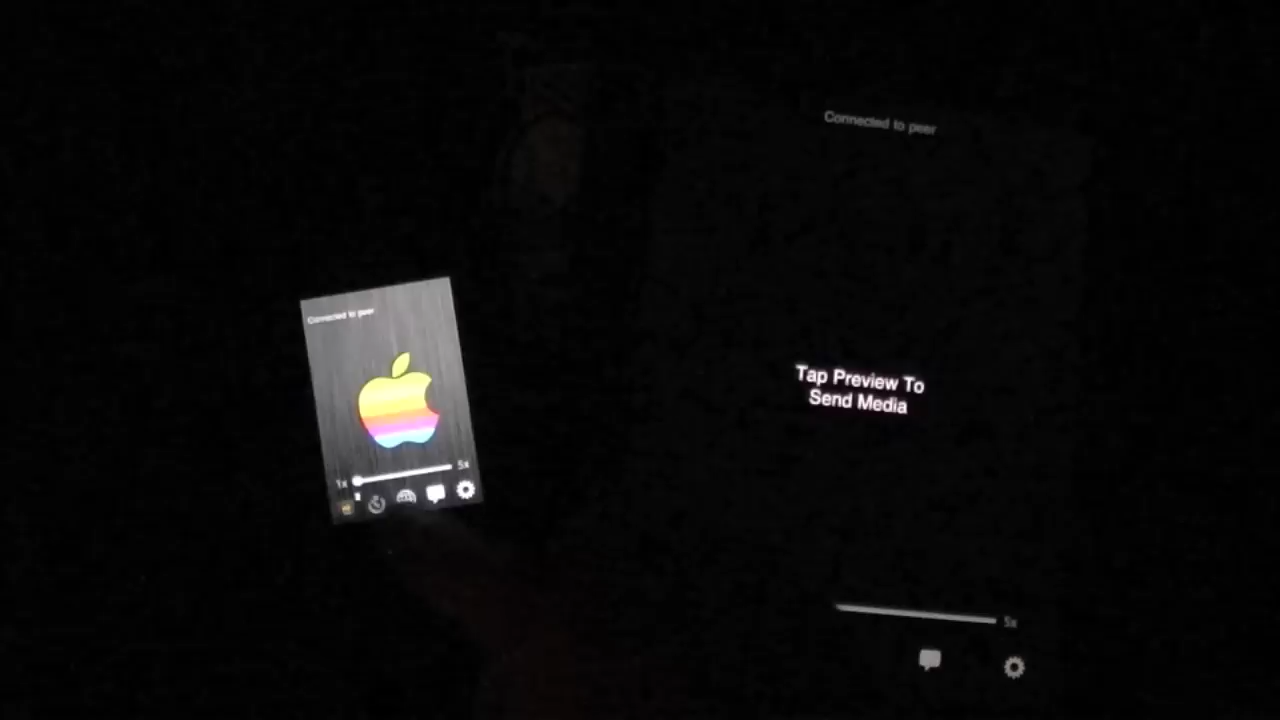 Connected to peer
1x
5x
Connected to peer
Tap Preview To
Send Media
5x